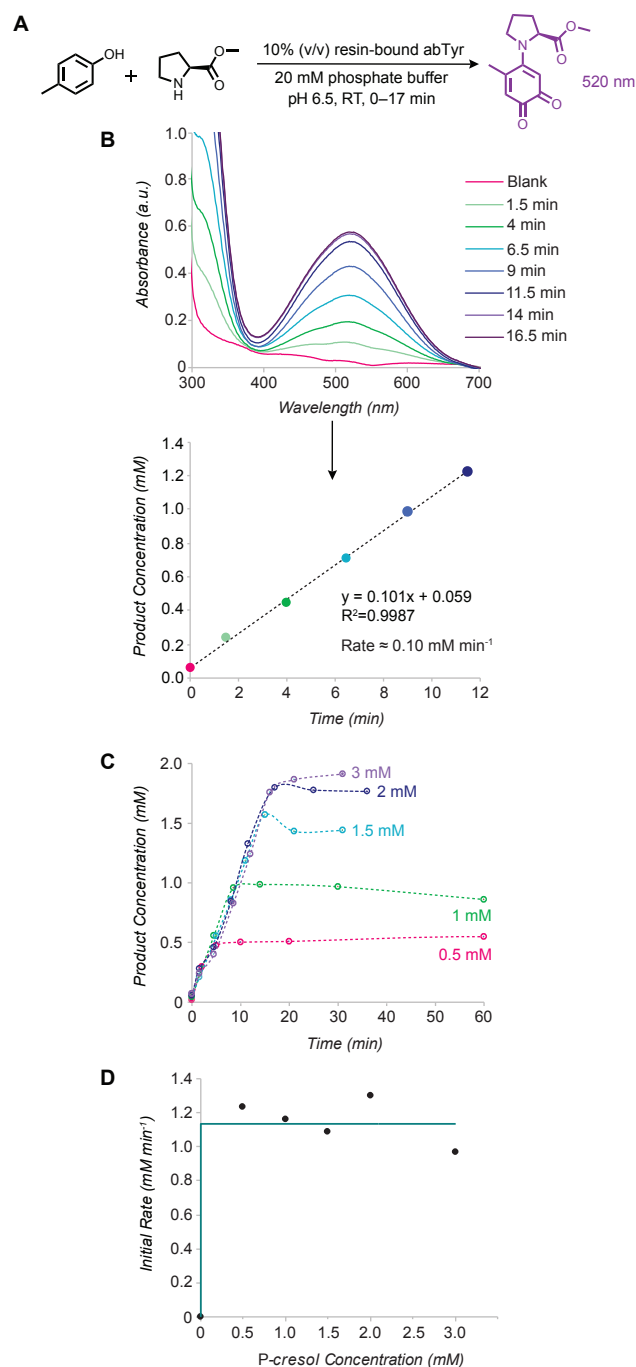 A
OH
N
H
O
O
+
10% (v/v) resin-bound abTyr
20 mM phosphate buffer
pH 6.5, RT, 0–17 min
N
O
O
O
O
520 nm
B
Absorbance (a.u.)
1.0
0.8
0.6
0.4
0.2
0
300
400
500
600
700
Wavelength (nm)
Blank
1.5 min
4 min
6.5 min
9 min
11.5 min
14 min
16.5 min
Product Concentration (mM)
1.4
1.2
1.0
0.8
0.6
0.4
0.2
0.0
0
2
4
6
8
10
12
Time (min)
y = 0.101x + 0.059
R²=0.9987
Rate ≈ 0.10 mM min⁻¹
C
Product Concentration (mM)
2.0
1.5
1.0
0.5
0
0
10
20
30
40
50
60
Time (min)
3 mM
2 mM
1.5 mM
1 mM
0.5 mM
D
Initial Rate (mM min⁻¹)
1.4
1.2
1.0
0.8
0.6
0.4
0.2
0
0
0.5
1.0
1.5
2.0
2.5
3.0
P-cresol Concentration (mM)